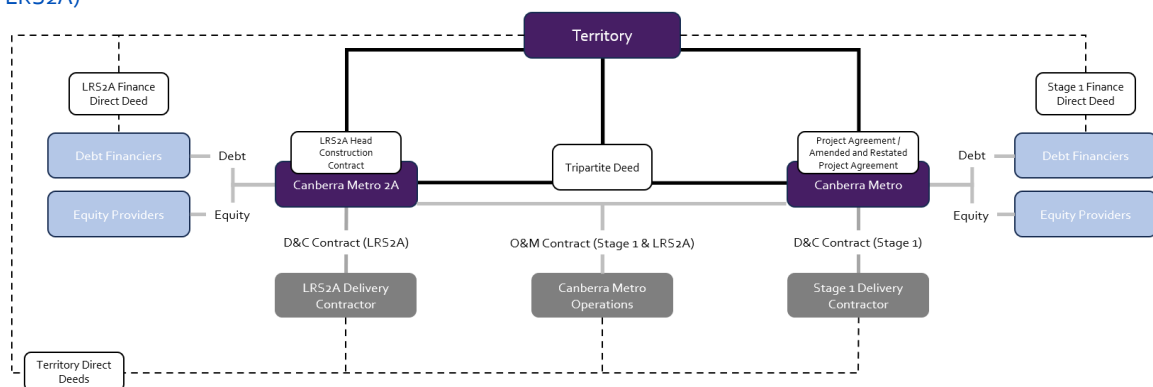 LRS2A)
Territory
LRS2A Finance
Direct Deed
Stage 1 Finance
Direct Deed
LRS2A Head
Construction
Contract
Project Agreement /
Amended and Restated
Project Agreement
Debt Financiers
Debt
Tripartite Deed
Debt
Debt Financiers
Canberra Metro 2A
Canberra Metro
Equity Providers
Equity
Equity
Equity Providers
D&C Contract (LRS2A)
O&M Contract (Stage 1 & LRS2A)
D&C Contract (Stage 1)
LRS2A Delivery
Contractor
Canberra Metro
Operations
Stage 1 Delivery
Contractor
Territory Direct
Deeds